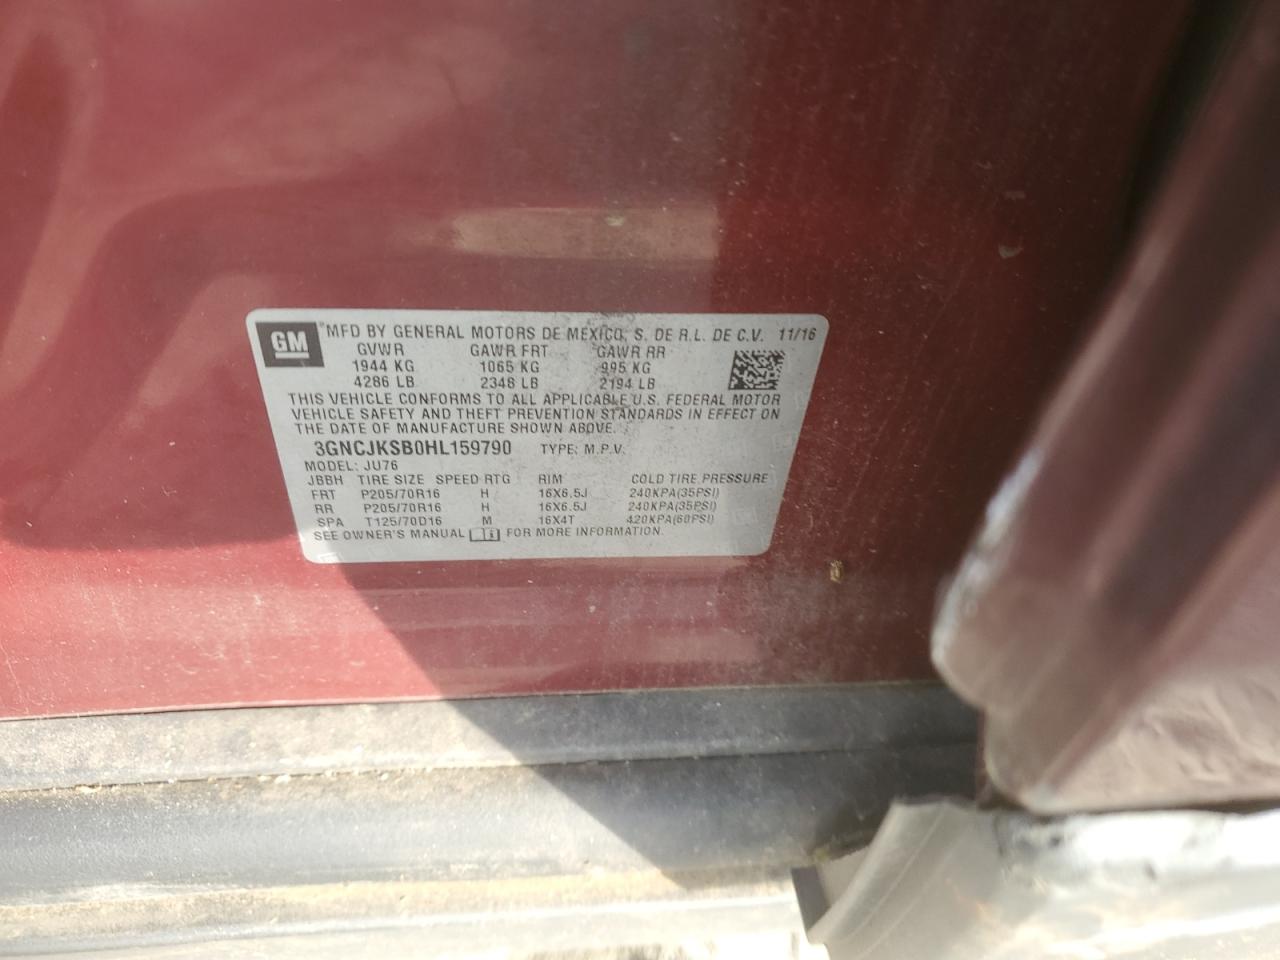 GM
MFD BY GENERAL MOTORS DE MEXICO, S. DE R.L. DE C.V. 11/16
GVWR GAWR FRT GAWR RR
1944 KG 1065 KG 995 KG
4286 LB 2348 LB 2194 LB
THIS VEHICLE CONFORMS TO ALL APPLICABLE U.S. FEDERAL MOTOR
VEHICLE SAFETY AND THEFT PREVENTION STANDARDS IN EFFECT ON
THE DATE OF MANUFACTURE SHOWN ABOVE.
3GNCJKSB0HL159790 TYPE: M.P.V.
MODEL: JU76
JBBH TIRE SIZE SPEED RTG RIM COLD TIRE PRESSURE
FRT P205/70R16 H 16X6.5J 240KPA(35PSI)
RR P205/70R16 H 16X6.5J 240KPA(35PSI)
SPA T125/70D16 M 16X4T 420KPA(60PSI)
SEE OWNER'S MANUAL FOR MORE INFORMATION.